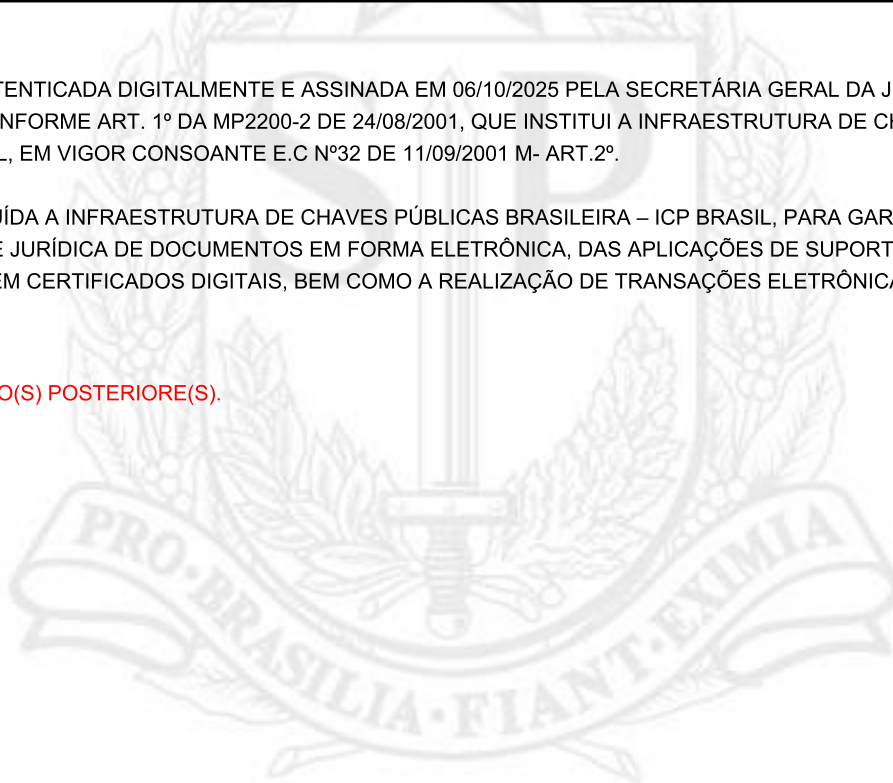 TENTICADA DIGITALMENTE E ASSINADA EM 06/10/2025 PELA SECRETÁRIA GERAL DA J
NFORME ART. 1º DA MP2200-2 DE 24/08/2001, QUE INSTITUI A INFRAESTRUTURA DE CH
L, EM VIGOR CONSOANTE E.C Nº32 DE 11/09/2001 M- ART.2º.
UÍDA A INFRAESTRUTURA DE CHAVES PÚBLICAS BRASILEIRA – ICP BRASIL, PARA GAR
E JURÍDICA DE DOCUMENTOS EM FORMA ELETRÔNICA, DAS APLICAÇÕES DE SUPORT
EM CERTIFICADOS DIGITAIS, BEM COMO A REALIZAÇÃO DE TRANSAÇÕES ELETRÔNICA
O(S) POSTERIORE(S).
SP
PRO·BRASILIA·FIANT·EXIMIA